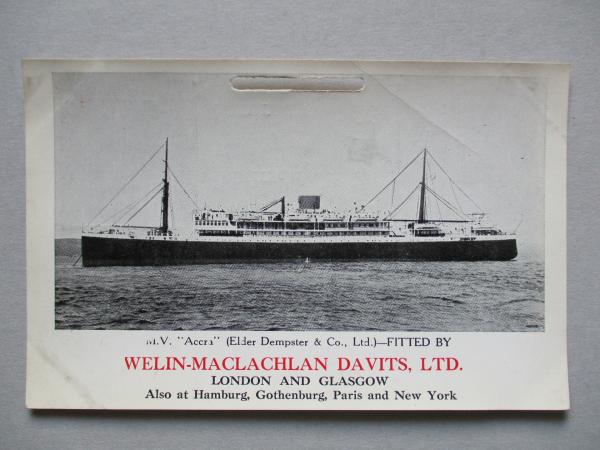 M.V. "Accra" (Elder Dempster & Co., Ltd.)—FITTED BY
WELIN-MACLACHLAN DAVITS, LTD.
LONDON AND GLASGOW
Also at Hamburg, Gothenburg, Paris and New York